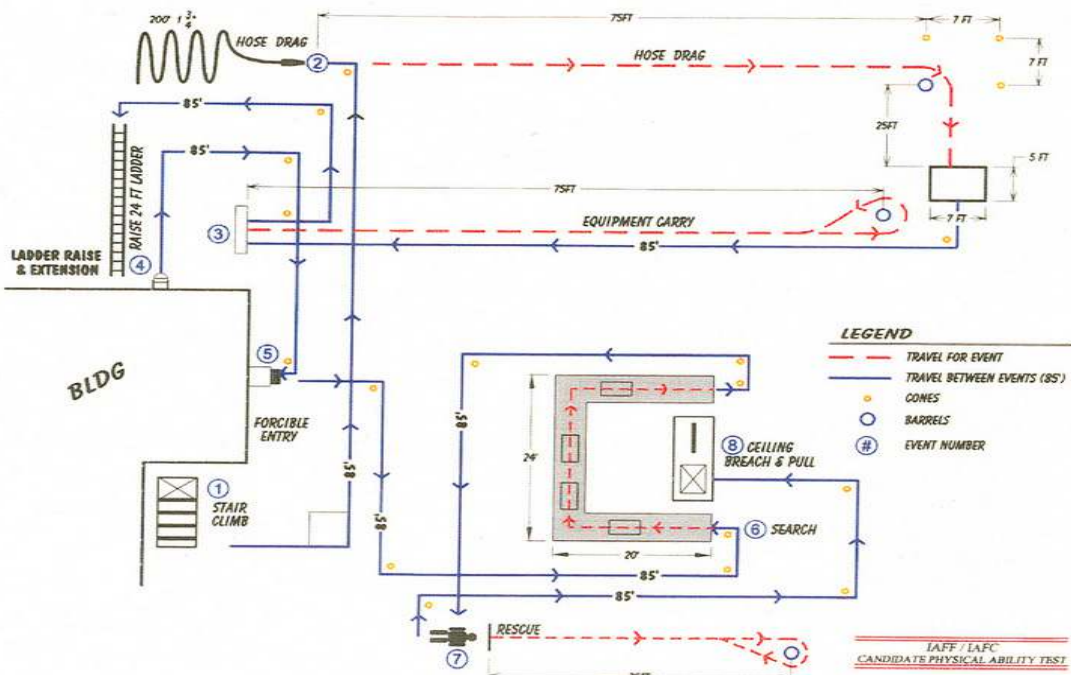 200' 1 3/4"
HOSE DRAG
2
75FT
7 FT
HOSE DRAG
7 FT
85'
25FT
85'
5 FT
RAISE 24 FT LADDER
75FT
3
EQUIPMENT CARRY
7 FT
85'
LADDER RAISE
& EXTENSION
4
LEGEND
TRAVEL FOR EVENT
TRAVEL BETWEEN EVENTS (85')
CONES
BARRELS
# EVENT NUMBER
5
BLDG
FORCIBLE
ENTRY
85'
24'
8 CEILING
BREACH & PULL
85'
1
STAIR
CLIMB
85'
6 SEARCH
20'
85'
85'
RESCUE
7
IAFF / IAFC
CANDIDATE PHYSICAL ABILITY TEST